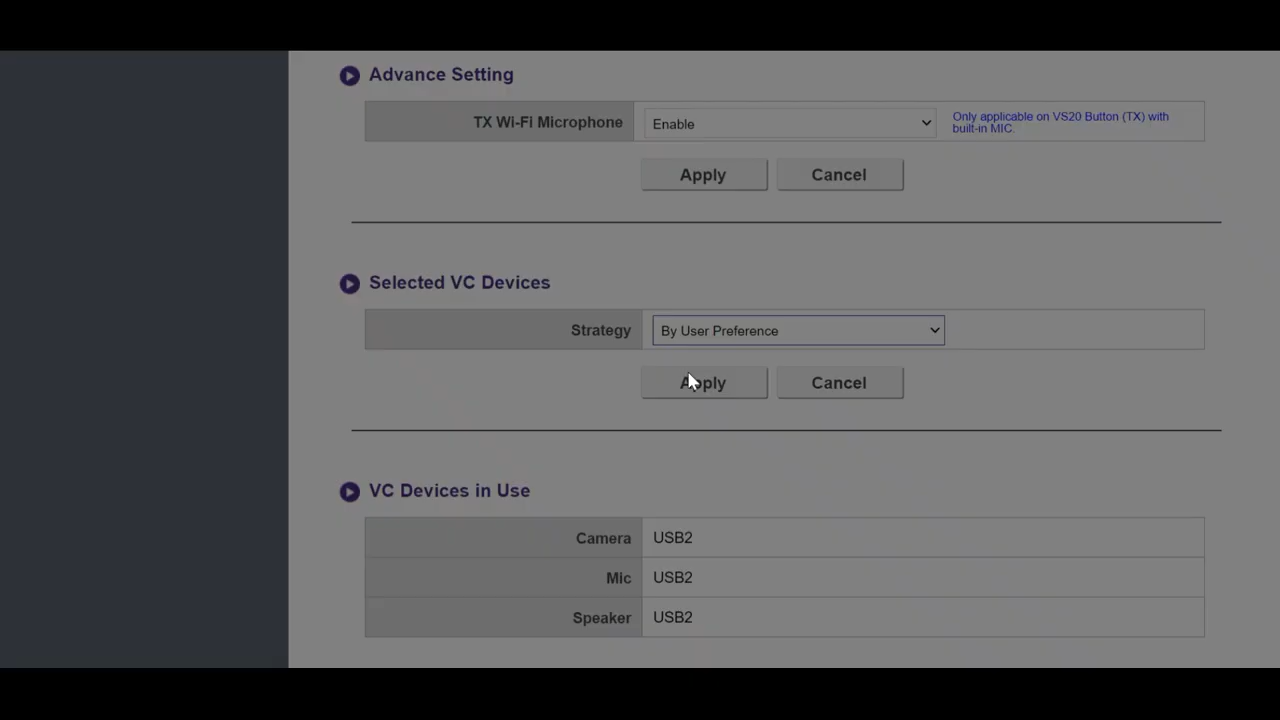 Advance Setting
TX Wi-Fi Microphone
Enable
Only applicable on VS20 Button (TX) with
built-in MIC.
Apply
Cancel
Selected VC Devices
Strategy
By User Preference
Apply
Cancel
VC Devices in Use
Camera
USB2
Mic
USB2
Speaker
USB2